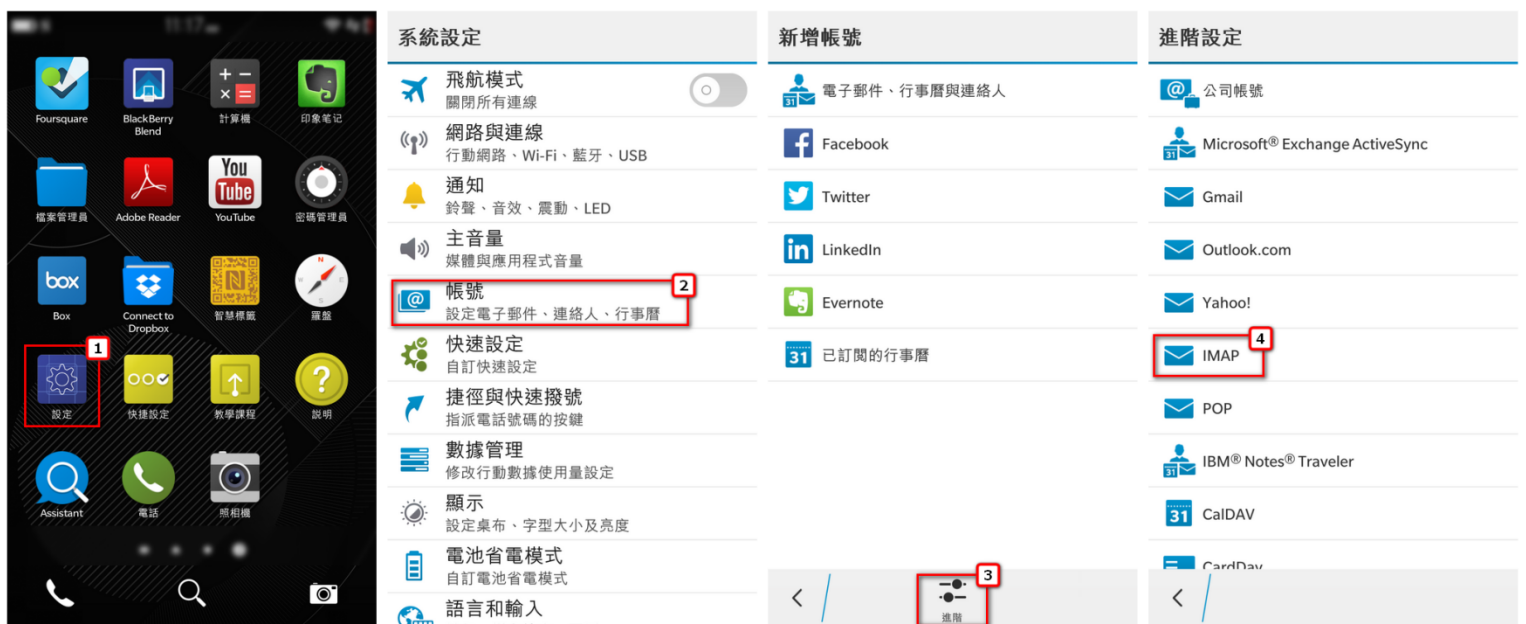 11:17
Foursquare
BlackBerry
Blend
計算機
印象笔记
檔案管理員
Adobe Reader
You
Tube
YouTube
密碼管理員
box
Box
Connect to
Dropbox
智慧標籤
羅盤
1
設定
快捷設定
教學課程
說明
Assistant
電話
照相機
系統設定
飛航模式
關閉所有連線
網路與連線
行動網路、Wi-Fi、藍牙、USB
通知
鈴聲、音效、震動、LED
主音量
媒體與應用程式音量
2
帳號
設定電子郵件、連絡人、行事曆
快速設定
自訂快速設定
捷徑與快速撥號
指派電話號碼的按鍵
數據管理
修改行動數據使用量設定
顯示
設定桌布、字型大小及亮度
電池省電模式
自訂電池省電模式
語言和輸入
新增帳號
31 電子郵件、行事曆與連絡人
Facebook
Twitter
in LinkedIn
Evernote
31 已訂閱的行事曆
3
進階
進階設定
公司帳號
31 Microsoft® Exchange ActiveSync
Gmail
Outlook.com
Yahoo!
4
IMAP
POP
31 IBM® Notes® Traveler
31 CalDAV
CardDav